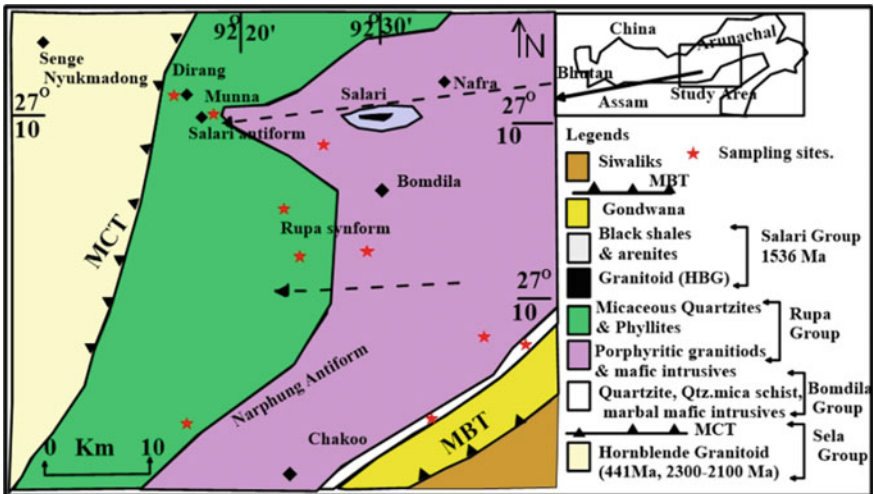 92° 20'
92° 30'
N
Senge
Nyukmadong
Dirang
Munna
Salari
Nafra
27°
10
27°
10
Salari antiform
Bomdila
MCT
Rupa synform
27°
10
Narphung Antiform
Chakoo
MBT
0 Km 10
China
Arunachal
Bhutan
Study Area
Assam
Legends
Siwaliks
Sampling sites.
MBT
Gondwana
Black shales
& arenites
Salari Group
1536 Ma
Granitoid (HBG)
Micaceous Quartzites
& Phyllites
Rupa
Group
Porphyritic granitiods
& mafic intrusives
Quartzite, Qtz.mica schist,
marbal mafic intrusives
Bomdila
Group
MCT
Sela
Group
Hornblende Granitoid
(441Ma, 2300-2100 Ma)